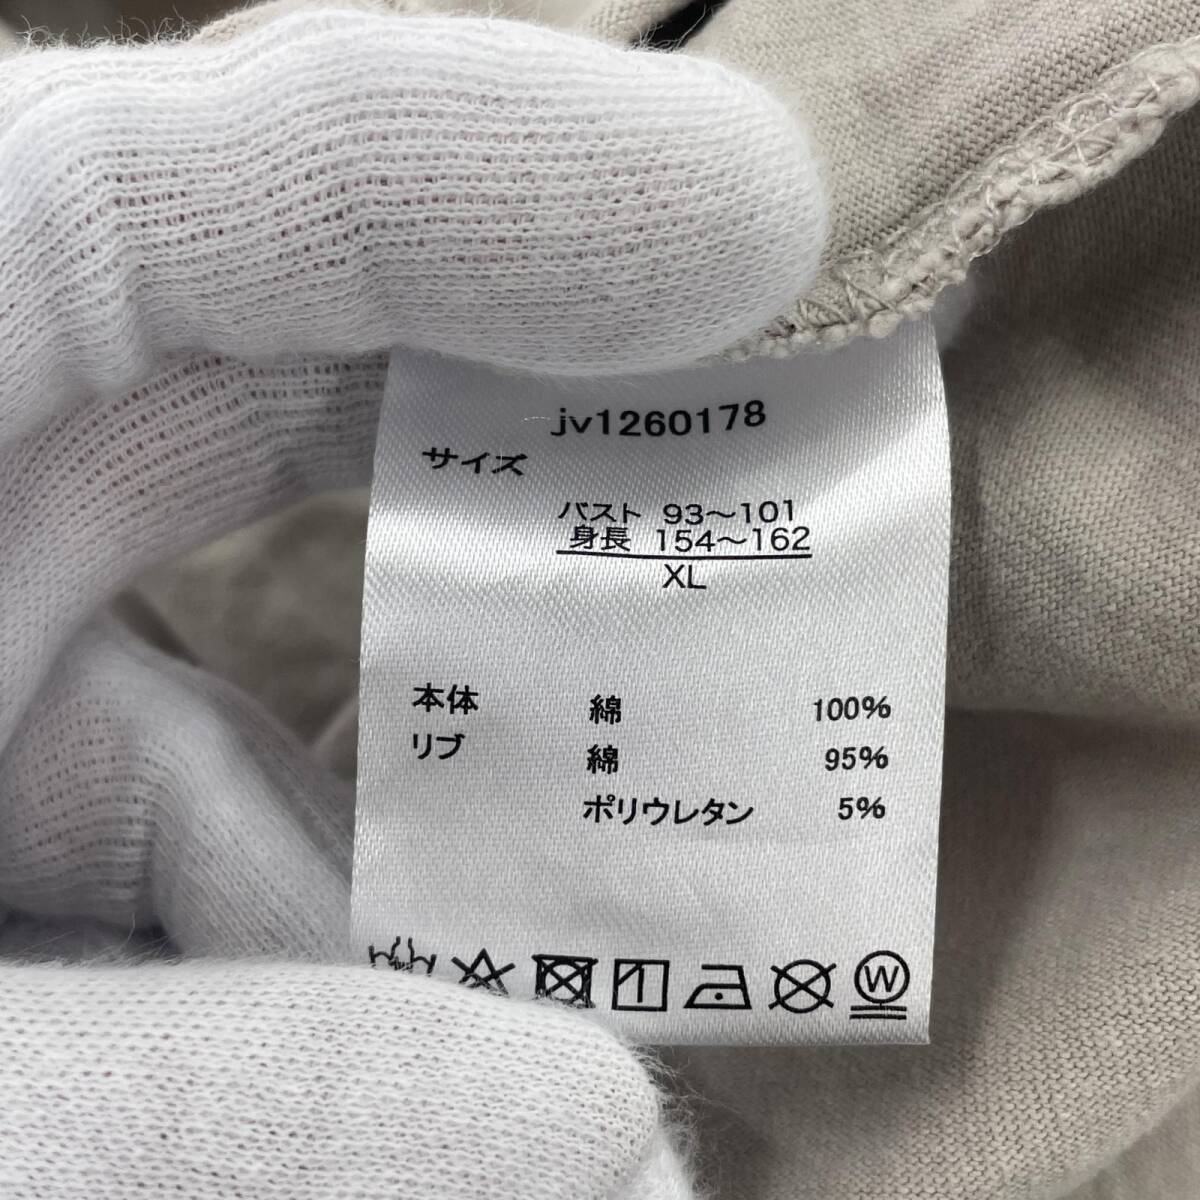 jv1260178
サイズ
バスト 93～101
身長 154～162
XL
本体 綿 100%
リブ 綿 95%
ポリウレタン 5%
W